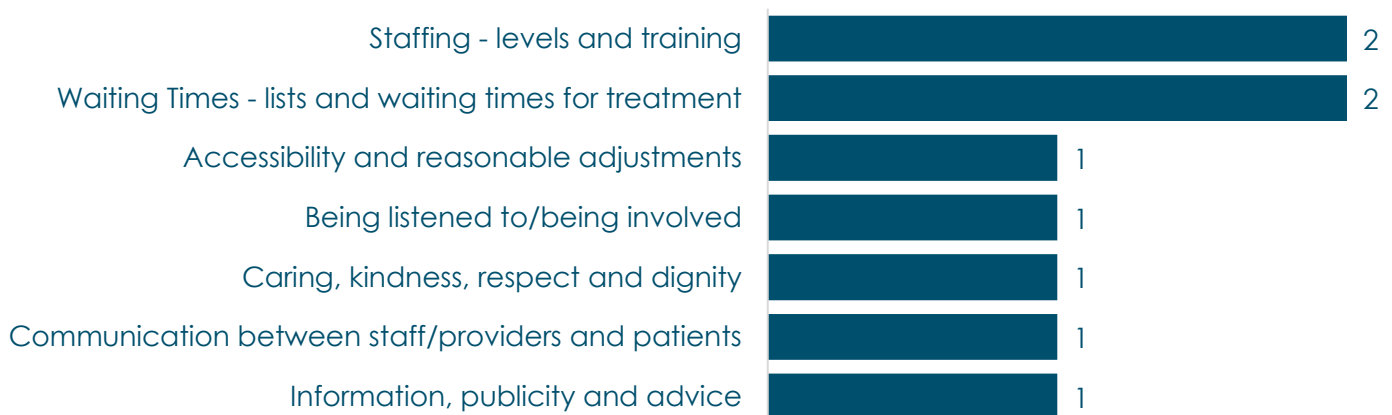 Staffing - levels and training 2
Waiting Times - lists and waiting times for treatment 2
Accessibility and reasonable adjustments 1
Being listened to/being involved 1
Caring, kindness, respect and dignity 1
Communication between staff/providers and patients 1
Information, publicity and advice 1